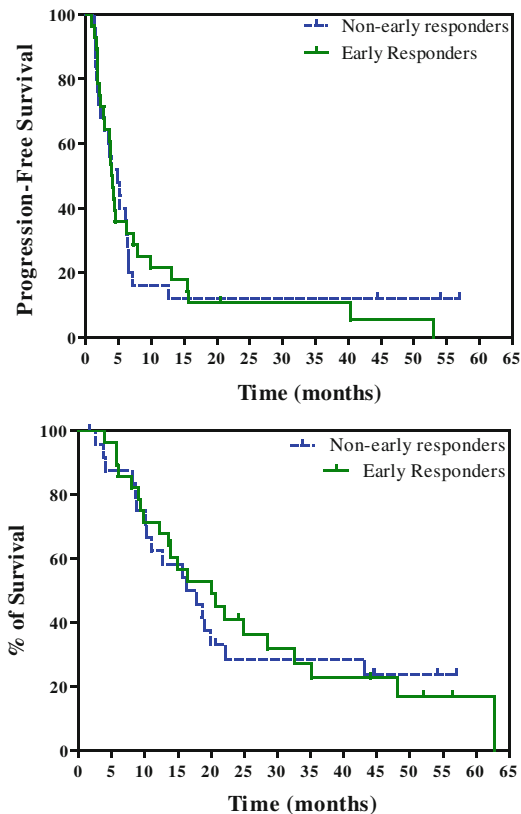 Non-early responders
Early Responders
Progression-Free Survival
100
80
60
40
20
0
0 5 10 15 20 25 30 35 40 45 50 55 60 65
Time (months)
Non-early responders
Early Responders
% of Survival
100
80
60
40
20
0
0 5 10 15 20 25 30 35 40 45 50 55 60 65
Time (months)